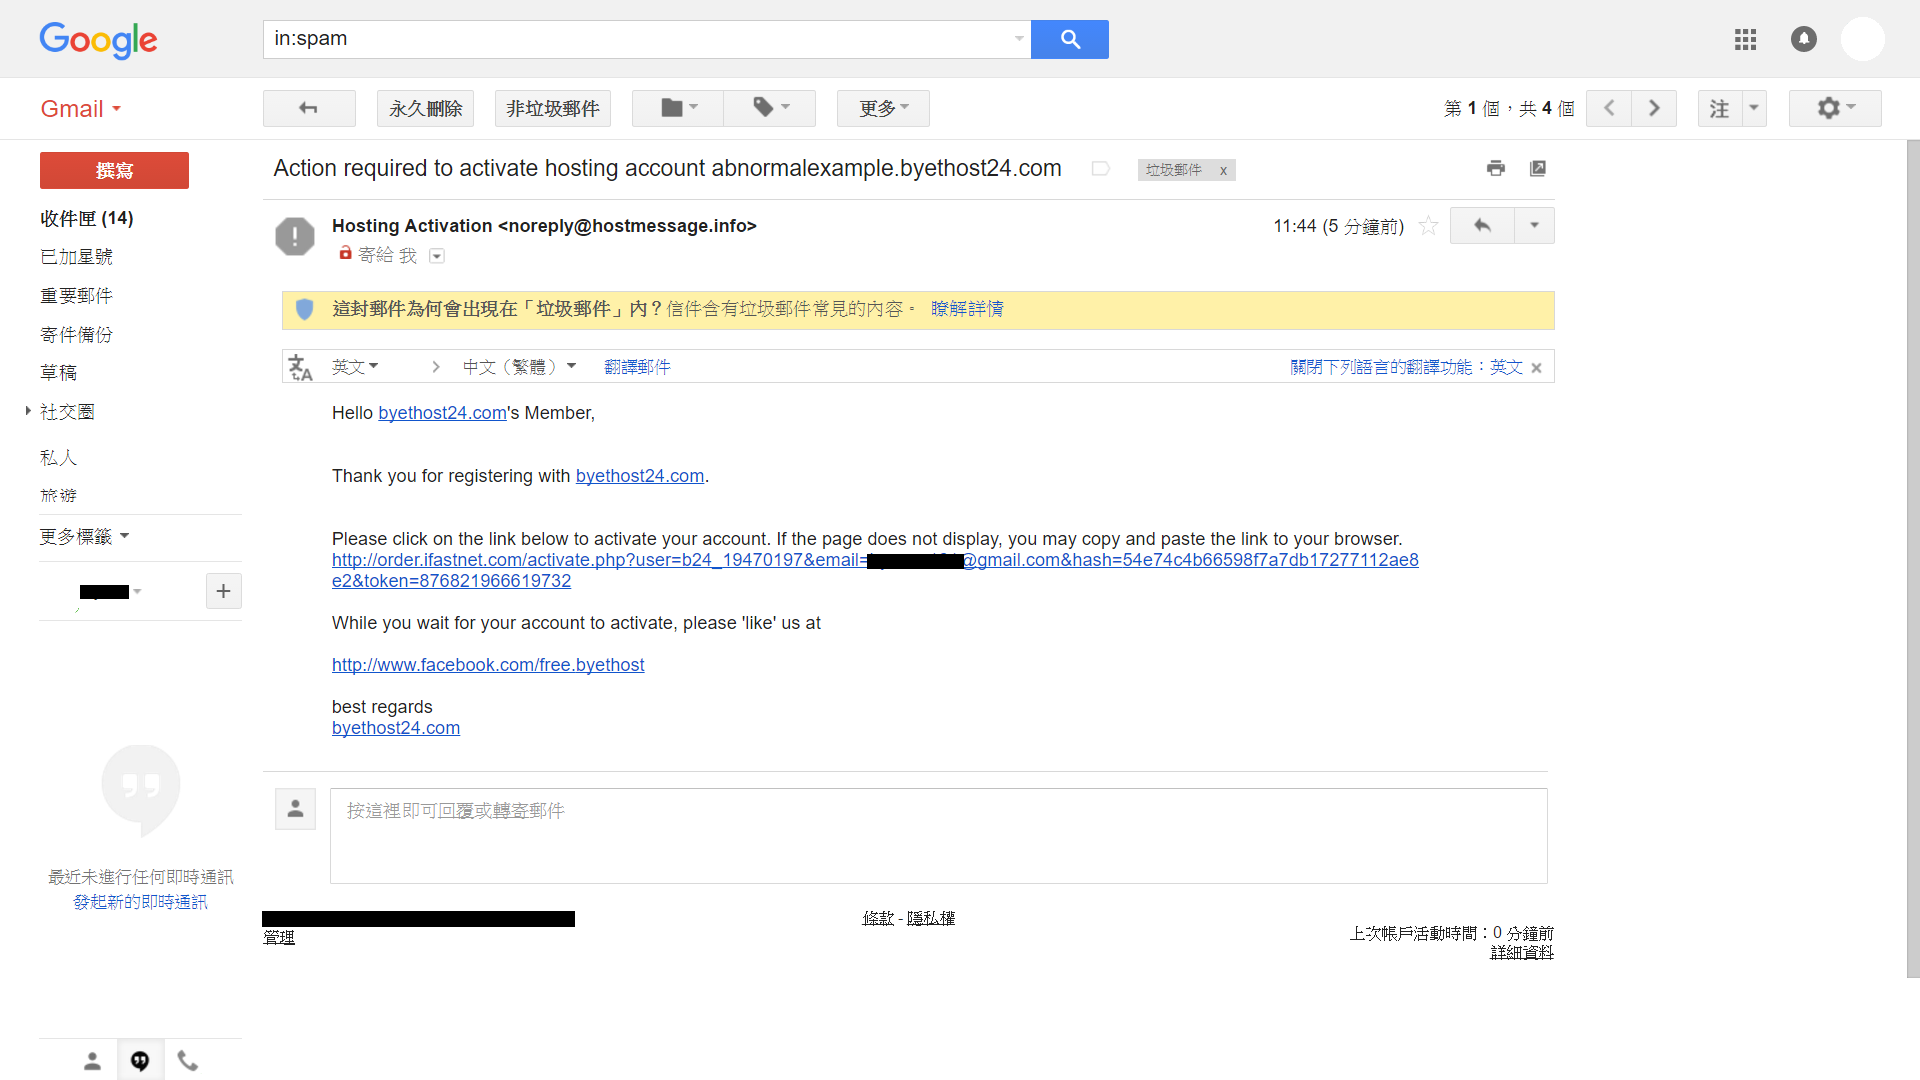 Google
in:spam
Gmail
永久刪除
非垃圾郵件
更多
第 1 個，共 4 個
注
撰寫
Action required to activate hosting account abnormalexample.byethost24.com
垃圾郵件 x
收件匣 (14)
已加星號
重要郵件
寄件備份
草稿
社交圈
私人
旅遊
更多標籤
Hosting Activation <noreply@hostmessage.info>
11:44 (5 分鐘前)
寄給 我
這封郵件為何會出現在「垃圾郵件」內？信件含有垃圾郵件常見的內容。 瞭解詳情
英文
中文（繁體）
翻譯郵件
關閉下列語言的翻譯功能：英文
Hello byethost24.com's Member,
Thank you for registering with byethost24.com.
Please click on the link below to activate your account. If the page does not display, you may copy and paste the link to your browser.
http://order.ifastnet.com/activate.php?user=b24_19470197&email= @gmail.com&hash=54e74c4b66598f7a7db17277112ae8
e2&token=876821966619732
While you wait for your account to activate, please 'like' us at
http://www.facebook.com/free.byethost
best regards
byethost24.com
按這裡即可回覆或轉寄郵件
最近未進行任何即時通訊
發起新的即時通訊
管理
條款 - 隱私權
上次帳戶活動時間：0 分鐘前
詳細資料